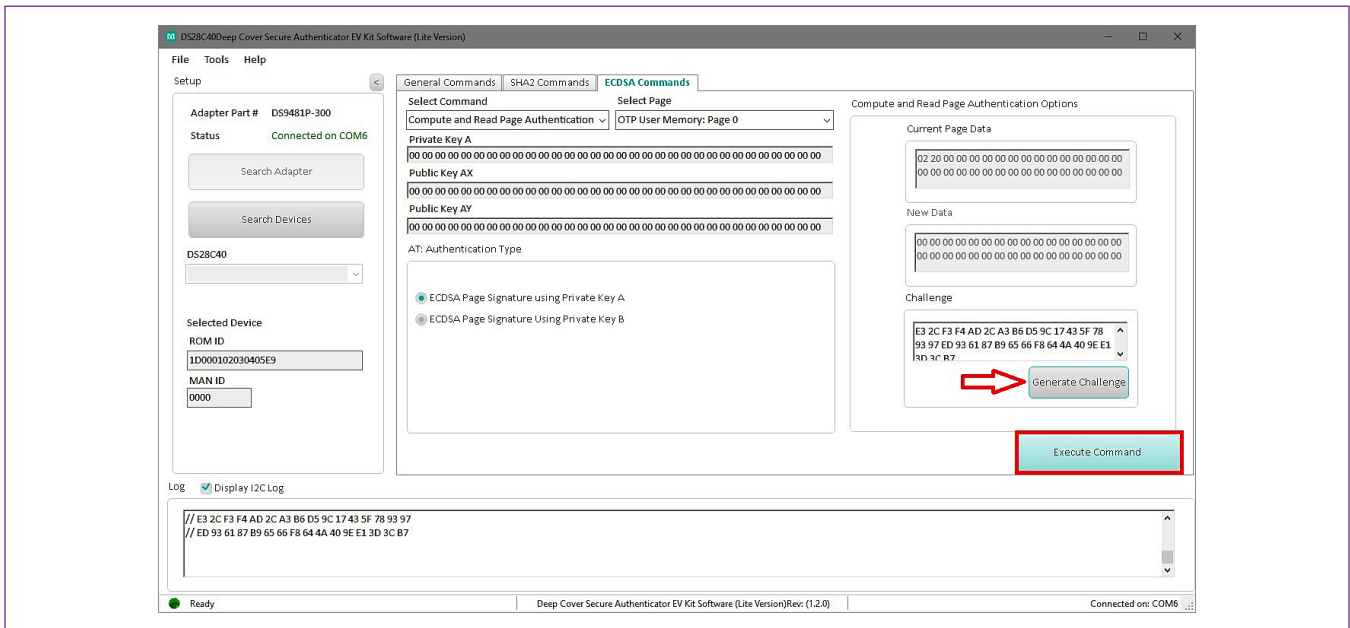 DS28C40Deep Cover Secure Authenticator EV Kit Software (Lite Version)
File Tools Help
Setup
<
Adapter Part # DS9481P-300
Status Connected on COM6
Search Adapter
Search Devices
DS28C40
Selected Device
ROM ID
1D000102030405E9
MAN ID
0000
General Commands SHA2 Commands ECDSA Commands
Select Command Select Page
Compute and Read Page Authentication OTP User Memory: Page 0
Private Key A
00 00 00 00 00 00 00 00 00 00 00 00 00 00 00 00 00 00 00 00 00 00 00 00 00 00 00 00 00 00 00 00
Public Key AX
00 00 00 00 00 00 00 00 00 00 00 00 00 00 00 00 00 00 00 00 00 00 00 00 00 00 00 00 00 00 00 00
Public Key AY
00 00 00 00 00 00 00 00 00 00 00 00 00 00 00 00 00 00 00 00 00 00 00 00 00 00 00 00 00 00 00 00
AT: Authentication Type
ECDSA Page Signature using Private Key A
ECDSA Page Signature Using Private Key B
Compute and Read Page Authentication Options
Current Page Data
02 20 00 00 00 00 00 00 00 00 00 00 00 00 00 00
00 00 00 00 00 00 00 00 00 00 00 00 00 00 00 00
New Data
00 00 00 00 00 00 00 00 00 00 00 00 00 00 00 00
00 00 00 00 00 00 00 00 00 00 00 00 00 00 00 00
Challenge
E3 2C F3 F4 AD 2C A3 B6 D5 9C 17 43 5F 78
93 97 ED 93 61 87 B9 65 66 F8 64 4A 40 9E E1
3D 3C B7
Generate Challenge
Execute Command
Log Display I2C Log
// E3 2C F3 F4 AD 2C A3 B6 D5 9C 17 43 5F 78 93 97
// ED 93 61 87 B9 65 66 F8 64 4A 40 9E E1 3D 3C B7
Ready Deep Cover Secure Authenticator EV Kit Software (Lite Version)Rev: (1.2.0) Connected on: COM6